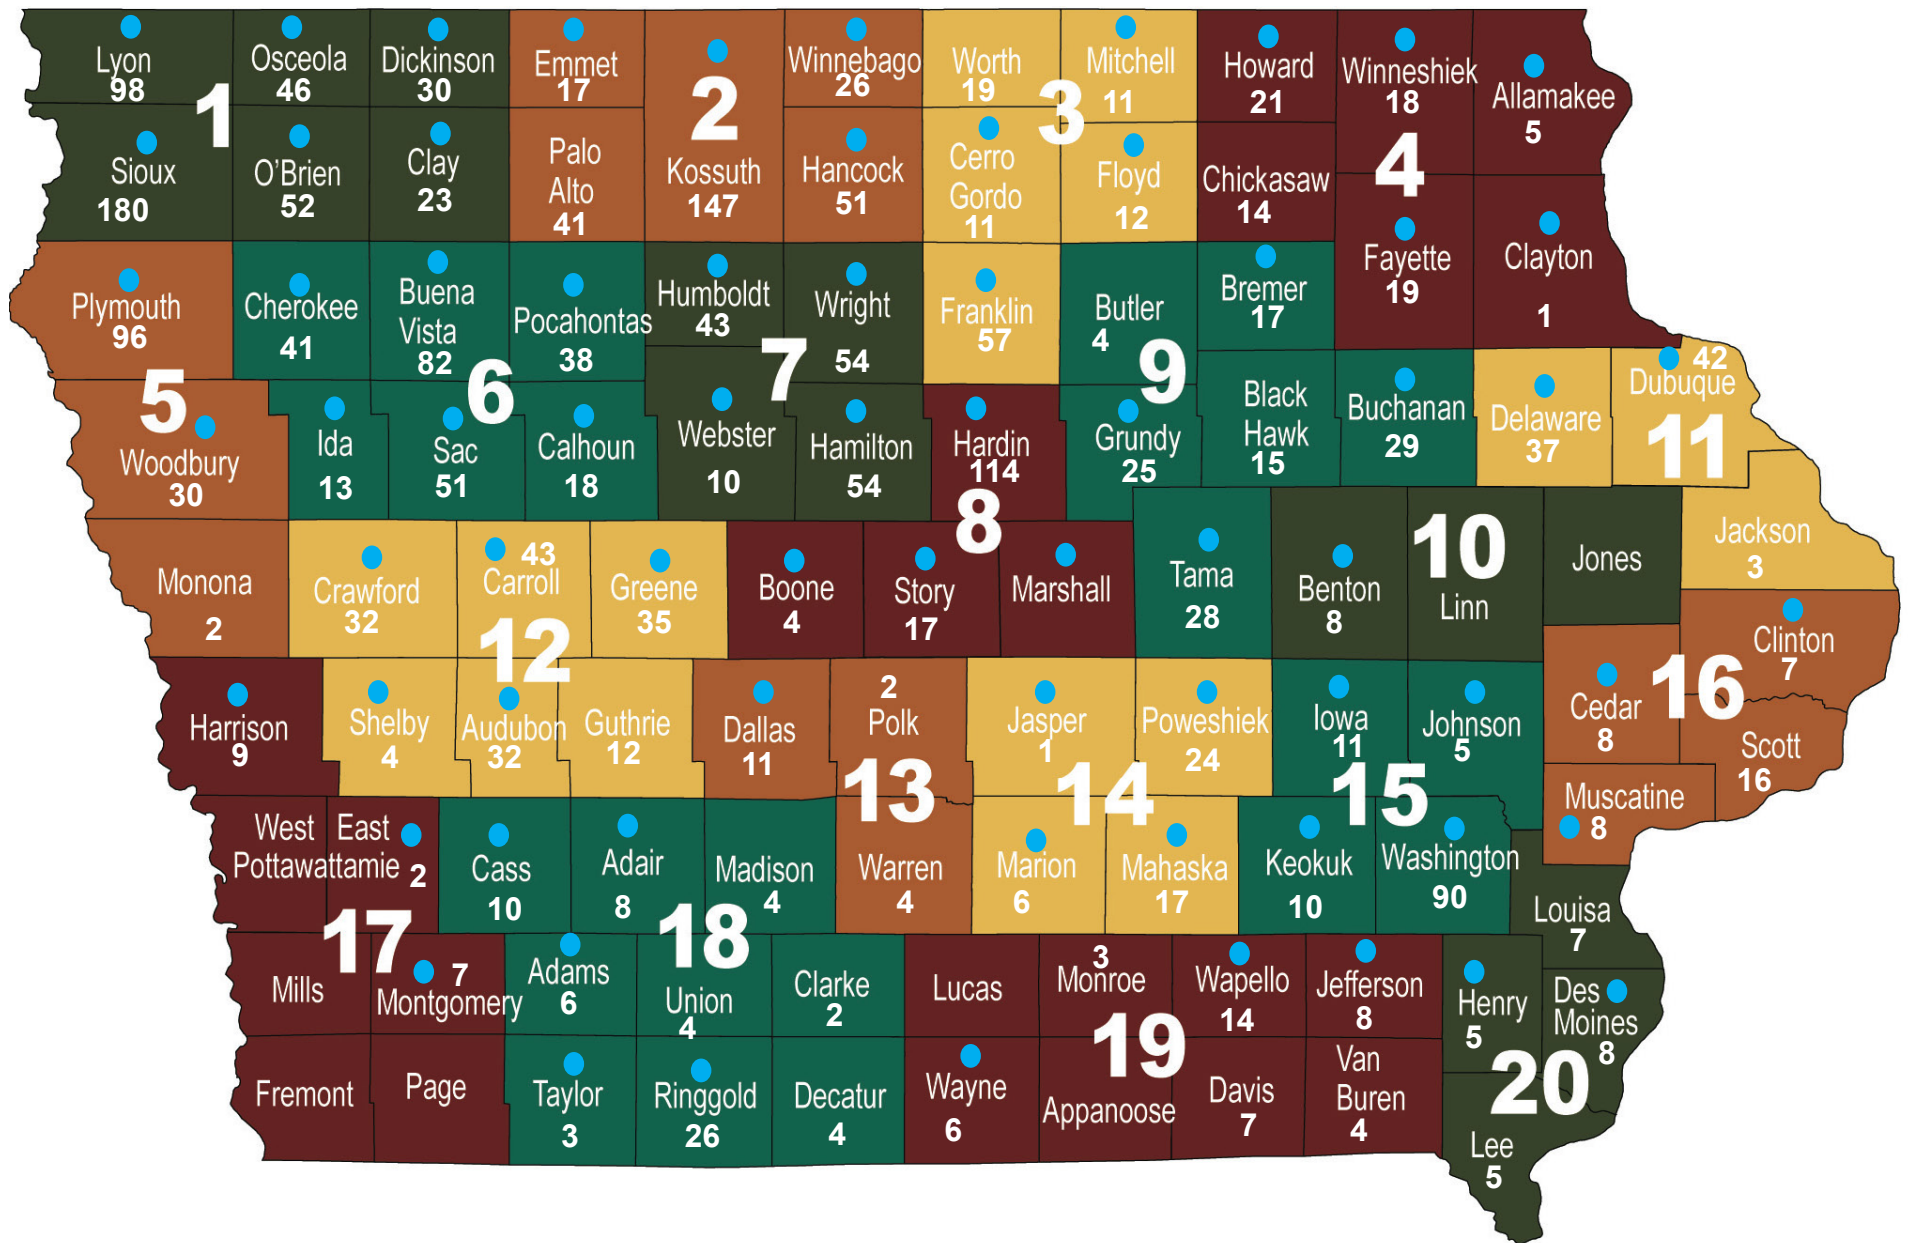 Lyon
98
Osceola
46
Dickinson
30
Emmet
17
Winnebago
26
Worth
19
Mitchell
11
Howard
21
Winneshiek
18
Allamakee
5
1
2
3
4
Sioux
180
O'Brien
52
Clay
23
Palo
Alto
41
Kossuth
147
Hancock
51
Cerro
Gordo
11
Floyd
12
Chickasaw
14
Fayette
19
Clayton
1
Plymouth
96
Cherokee
41
Buena
Vista
82
Pocahontas
38
Humboldt
43
Wright
54
Franklin
57
Butler
4
Bremer
17
5
6
7
9
42
Dubuque
11
Woodbury
30
Ida
13
Sac
51
Calhoun
18
Webster
10
Hamilton
54
Hardin
114
8
Grundy
25
Black
Hawk
15
Buchanan
29
Delaware
37
Monona
2
Crawford
32
43
Carroll
Greene
35
12
Boone
4
Story
17
Marshall
Tama
28
Benton
8
10
Linn
Jones
Jackson
3
Clinton
7
Harrison
9
Shelby
4
Audubon
32
Guthrie
12
Dallas
11
2
Polk
13
Jasper
1
Poweshiek
24
14
Iowa
11
Johnson
5
15
Cedar
8
16
Scott
16
Muscatine
8
West
East
Pottawattamie
2
17
Cass
10
Adair
8
Madison
4
18
Warren
4
Marion
6
Mahaska
17
Keokuk
10
Washington
90
Louisa
7
Mills
7
Montgomery
Adams
6
Union
4
Clarke
2
Lucas
3
Monroe
Wapello
14
Jefferson
8
19
Henry
5
Des
Moines
8
20
Fremont
Page
Taylor
3
Ringgold
26
Decatur
4
Wayne
6
Appanoose
Davis
7
Van
Buren
4
Lee
5